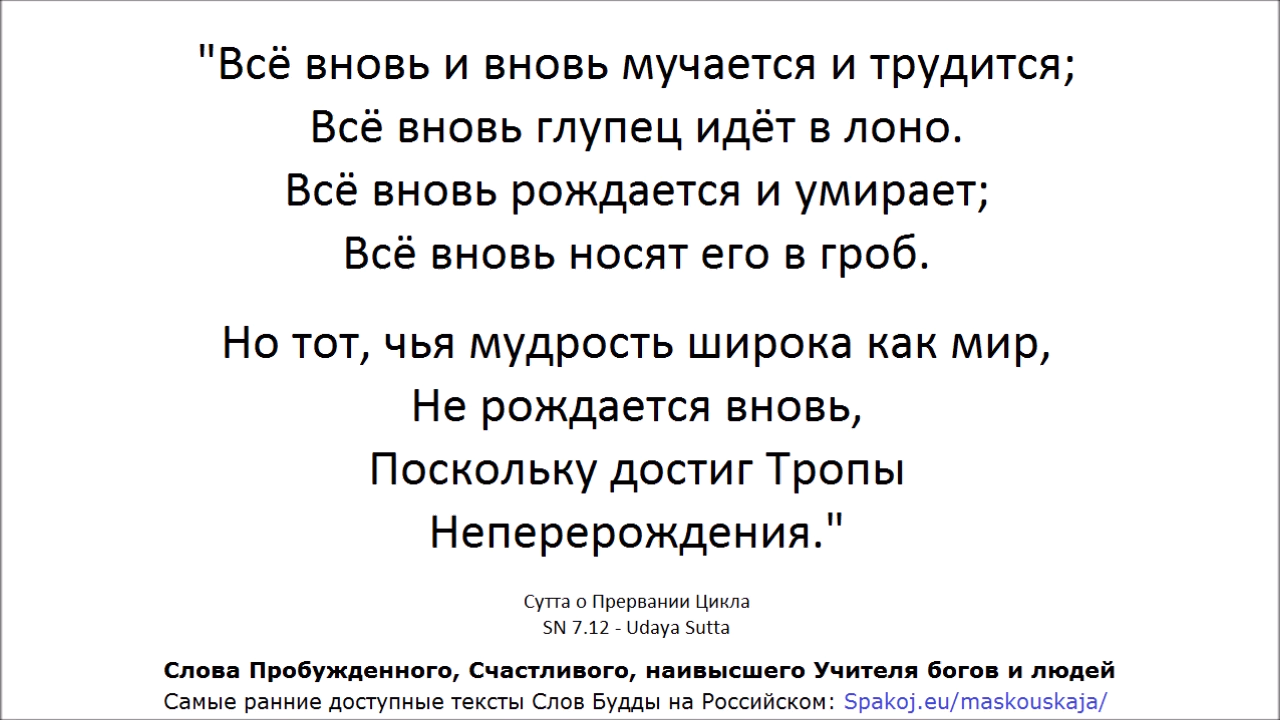 "Всё вновь и вновь мучается и трудится;
Всё вновь глупец идёт в лоно.
Всё вновь рождается и умирает;
Всё вновь носят его в гроб.
Но тот, чья мудрость широка как мир,
Не рождается вновь,
Поскольку достиг Тропы
Неперерождения."
Сутта о Прервании Цикла
SN 7.12 - Udaya Sutta
Слова Пробужденного, Счастливого, наивысшего Учителя богов и людей
Самые ранние доступные тексты Слов Будды на Российском: Spakoj.eu/maskouskaja/